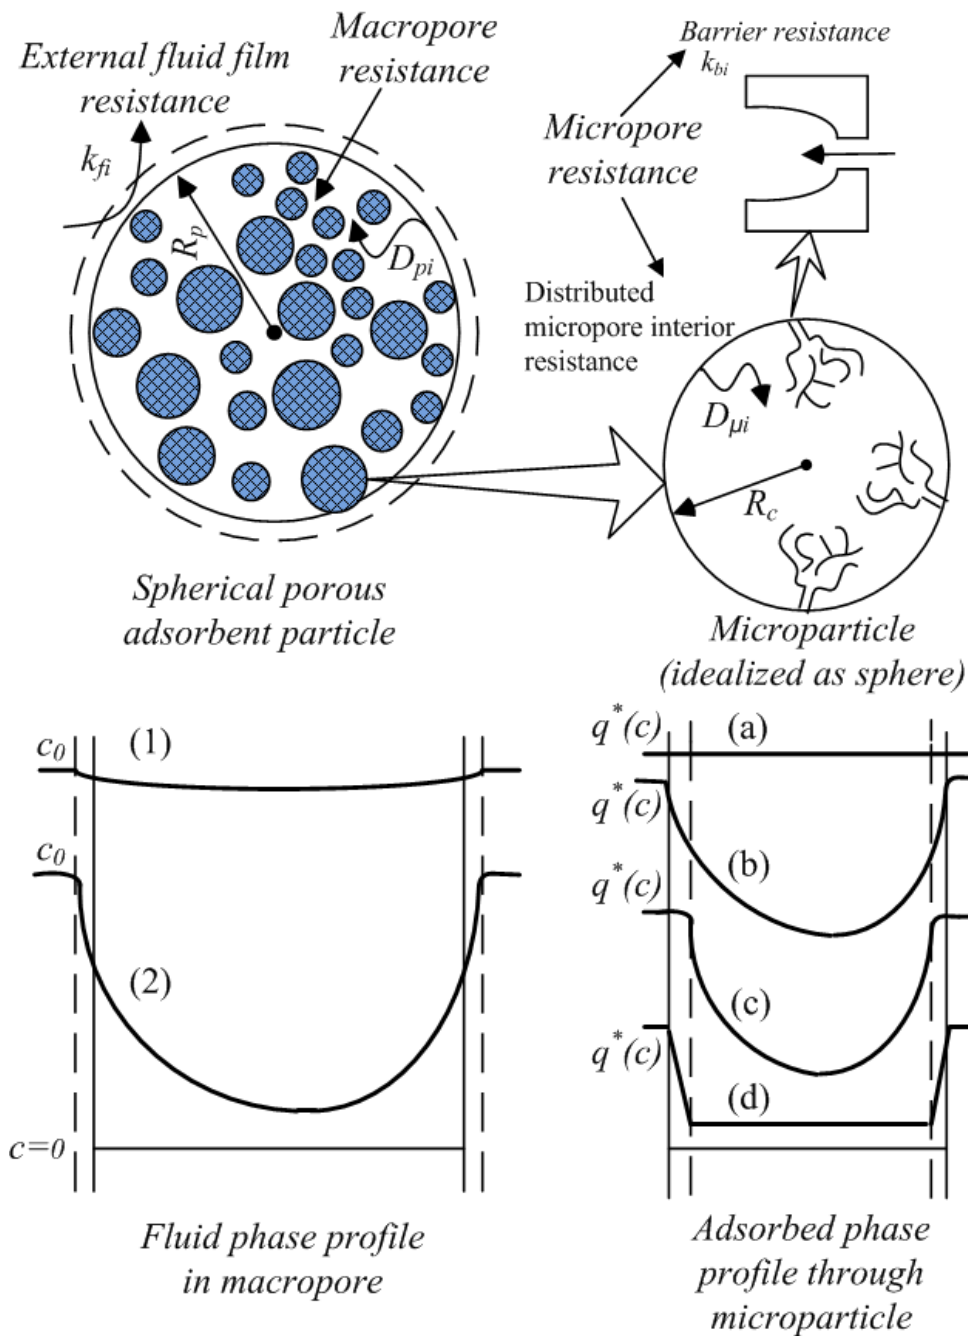 External fluid film
resistance
k_fi
Macropore
resistance
R_p
D_pi
Barrier resistance
k_bi
Micropore
resistance
Distributed
micropore interior
resistance
D_μi
R_c
Spherical porous
adsorbent particle
Microparticle
(idealized as sphere)
c_0
(1)
c_0
(2)
c=0
Fluid phase profile
in macropore
q*(c)
(a)
q*(c)
(b)
q*(c)
(c)
q*(c)
(d)
Adsorbed phase
profile through
microparticle